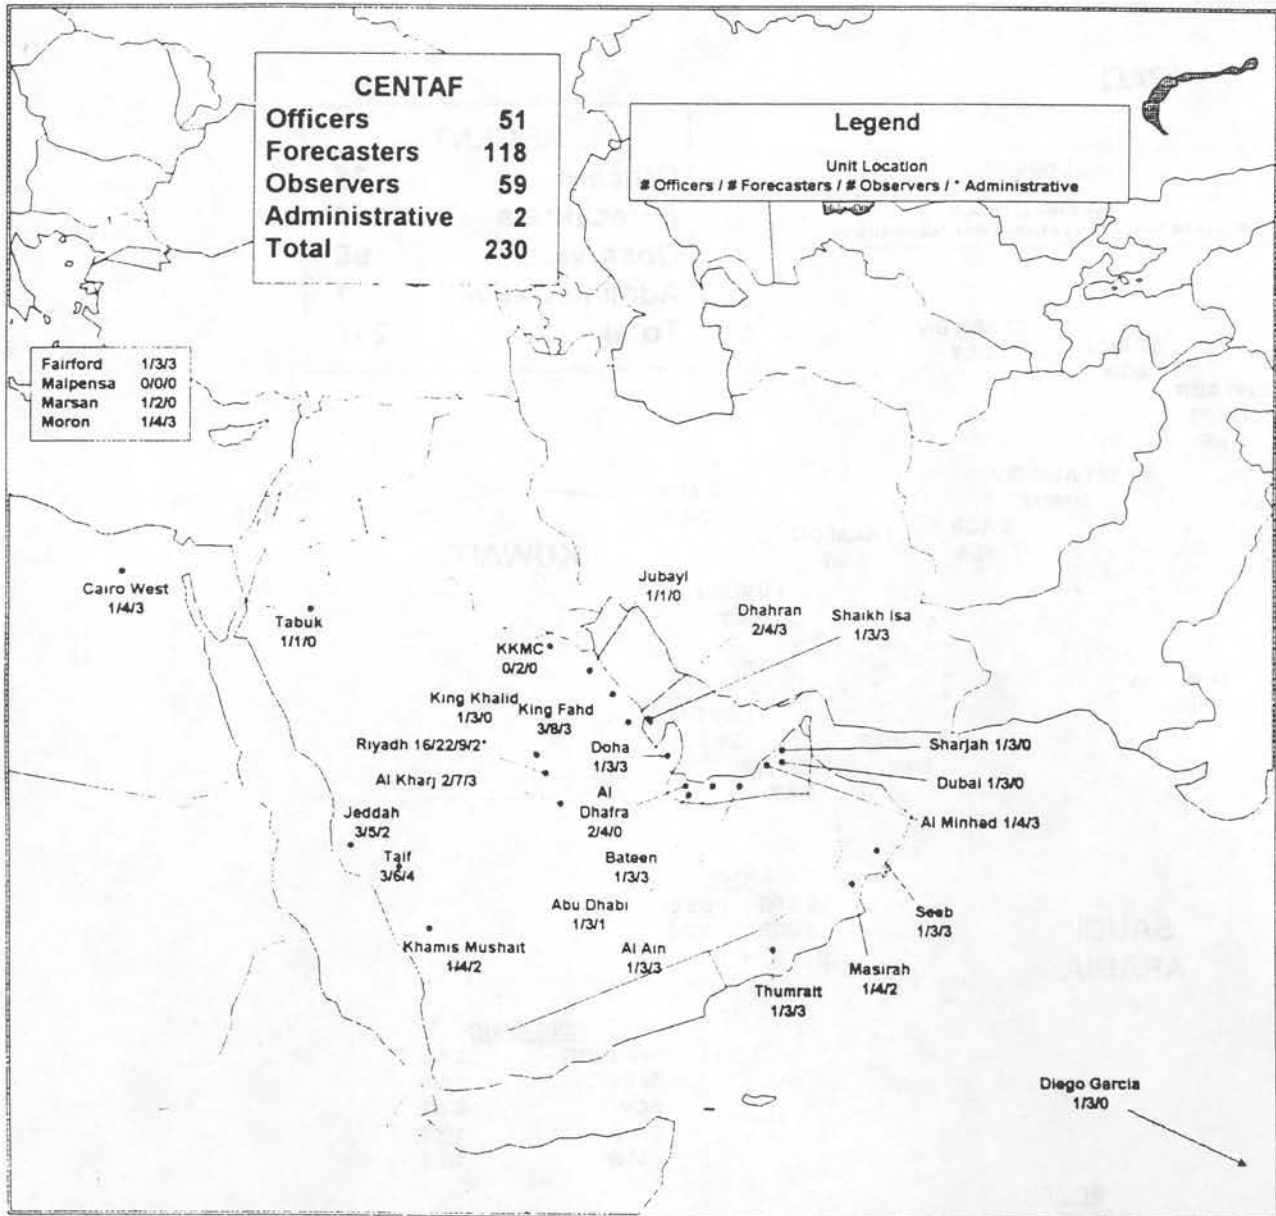 CENTAF
Officers 51
Forecasters 118
Observers 59
Administrative 2
Total 230
Legend
Unit Location
# Officers / # Forecasters / # Observers / * Administrative
Fairford 1/3/3
Malpensa 0/0/0
Marsan 1/2/0
Moron 1/4/3
Cairo West
1/4/3
Tabuk
1/1/0
Jubayl
1/1/0
Dhahran
2/4/3
Shaikh Isa
1/3/3
KKMC
0/2/0
King Khalid
1/3/0
King Fahd
3/8/3
Riyadh 16/22/9/2*
Al Kharj 2/7/3
Doha
1/3/3
Al
Dhafra
2/4/0
Sharjah 1/3/0
Dubai 1/3/0
Al Minhad 1/4/3
Jeddah
3/5/2
Taif
3/6/4
Bateen
1/3/3
Abu Dhabi
1/3/1
Khamis Mushait
1/4/2
Al Ain
1/3/3
Seeb
1/3/3
Masirah
1/4/2
Thumrait
1/3/3
Diego Garcia
1/3/0